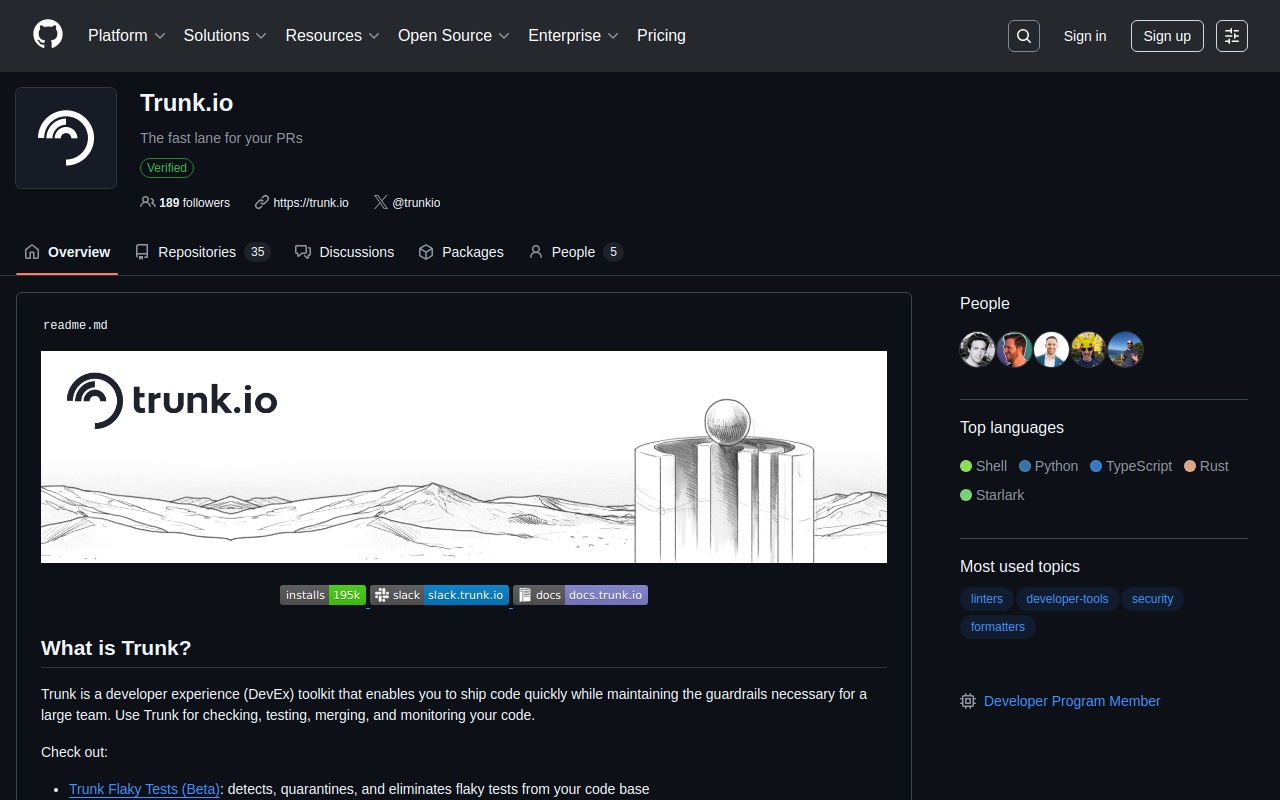 Platform
Solutions
Resources
Open Source
Enterprise
Pricing
Sign in
Sign up
Trunk.io
The fast lane for your PRs
Verified
189 followers
https://trunk.io
@trunkio
Overview
Repositories 35
Discussions
Packages
People 5
readme.md
trunk.io
installs 195k
slack slack.trunk.io
docs docs.trunk.io
What is Trunk?
Trunk is a developer experience (DevEx) toolkit that enables you to ship code quickly while maintaining the guardrails necessary for a
large team. Use Trunk for checking, testing, merging, and monitoring your code.
Check out:
Trunk Flaky Tests (Beta): detects, quarantines, and eliminates flaky tests from your code base
People
Top languages
Shell Python TypeScript Rust
Starlark
Most used topics
linters developer-tools security
formatters
Developer Program Member